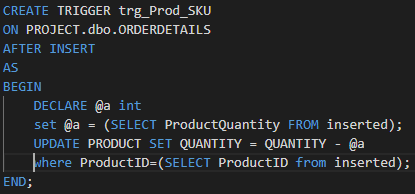 CREATE TRIGGER trg_Prod_SKU
ON PROJECT.dbo.ORDERDETAILS
AFTER INSERT
AS
BEGIN
DECLARE @a int
set @a = (SELECT ProductQuantity FROM inserted);
UPDATE PRODUCT SET QUANTITY = QUANTITY - @a
where ProductID=(SELECT ProductID from inserted);
END;